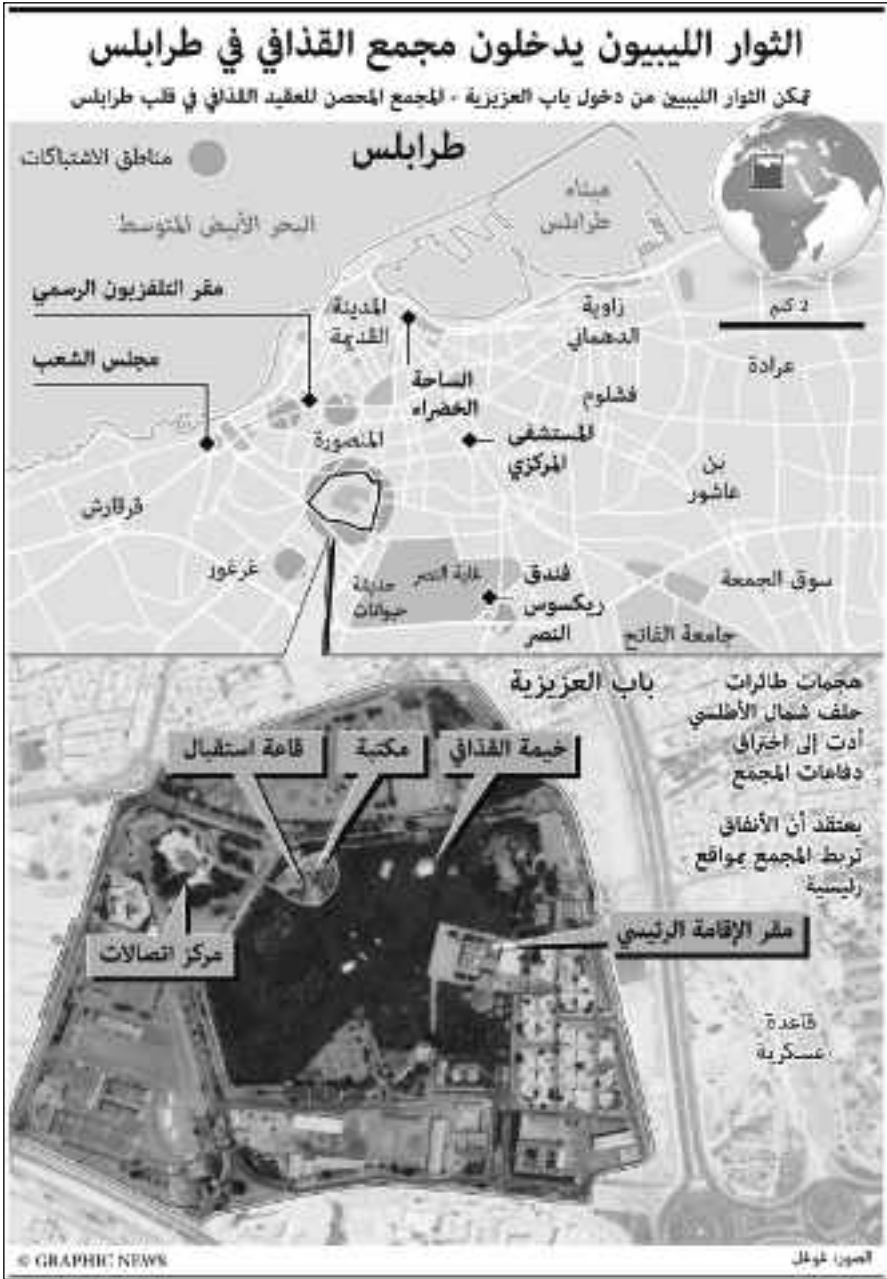 الثوار الليبيون يدخلون مجمع القذافي في طرابلس
تمكن الثوار الليبيين من دخول باب العزيزية - المجمع المحصن للعقيد القذافي في قلب طرابلس
طرابلس
مناطق الاشتباكات
البحر الأبيض المتوسط
ميناء
طرابلس
2 كم
مقر التلفزيون الرسمي
مجلس الشعب
المدينة
القديمة
الساحة
الخضراء
زاوية
الدهماني
عرادة
فشلوم
المستشفى
المركزي
المنصورة
بن
عاشور
قرقارش
غرغور
حديقة
حيوانات
غابة النصر
فندق
ريكسوس
النصر
سوق الجمعة
جامعة الفاتح
باب العزيزية
هجمات طائرات
حلف شمال الأطلسي
أدت إلى اختراق
دفاعات المجمع
يعتقد أن الأنفاق
تربط المجمع بمواقع
رئيسية
خيمة القذافي
مكتبة
قاعة استقبال
مقر الإقامة الرئيسي
مركز اتصالات
قاعدة
عسكرية
الصور: غوغل
© GRAPHIC NEWS